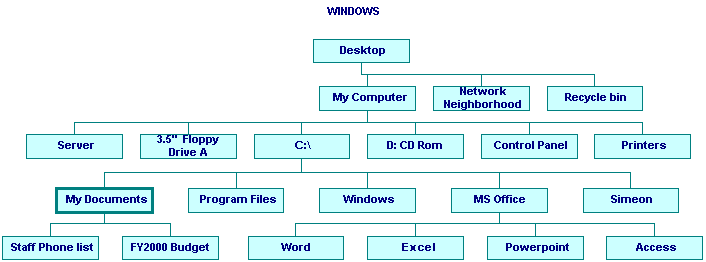 WINDOWS
Desktop
My Computer
Network
Neighborhood
Recycle bin
Server
3.5" Floppy
Drive A
C:\
D: CD Rom
Control Panel
Printers
My Documents
Program Files
Windows
MS Office
Simeon
Staff Phone list
FY2000 Budget
Word
Excel
Powerpoint
Access